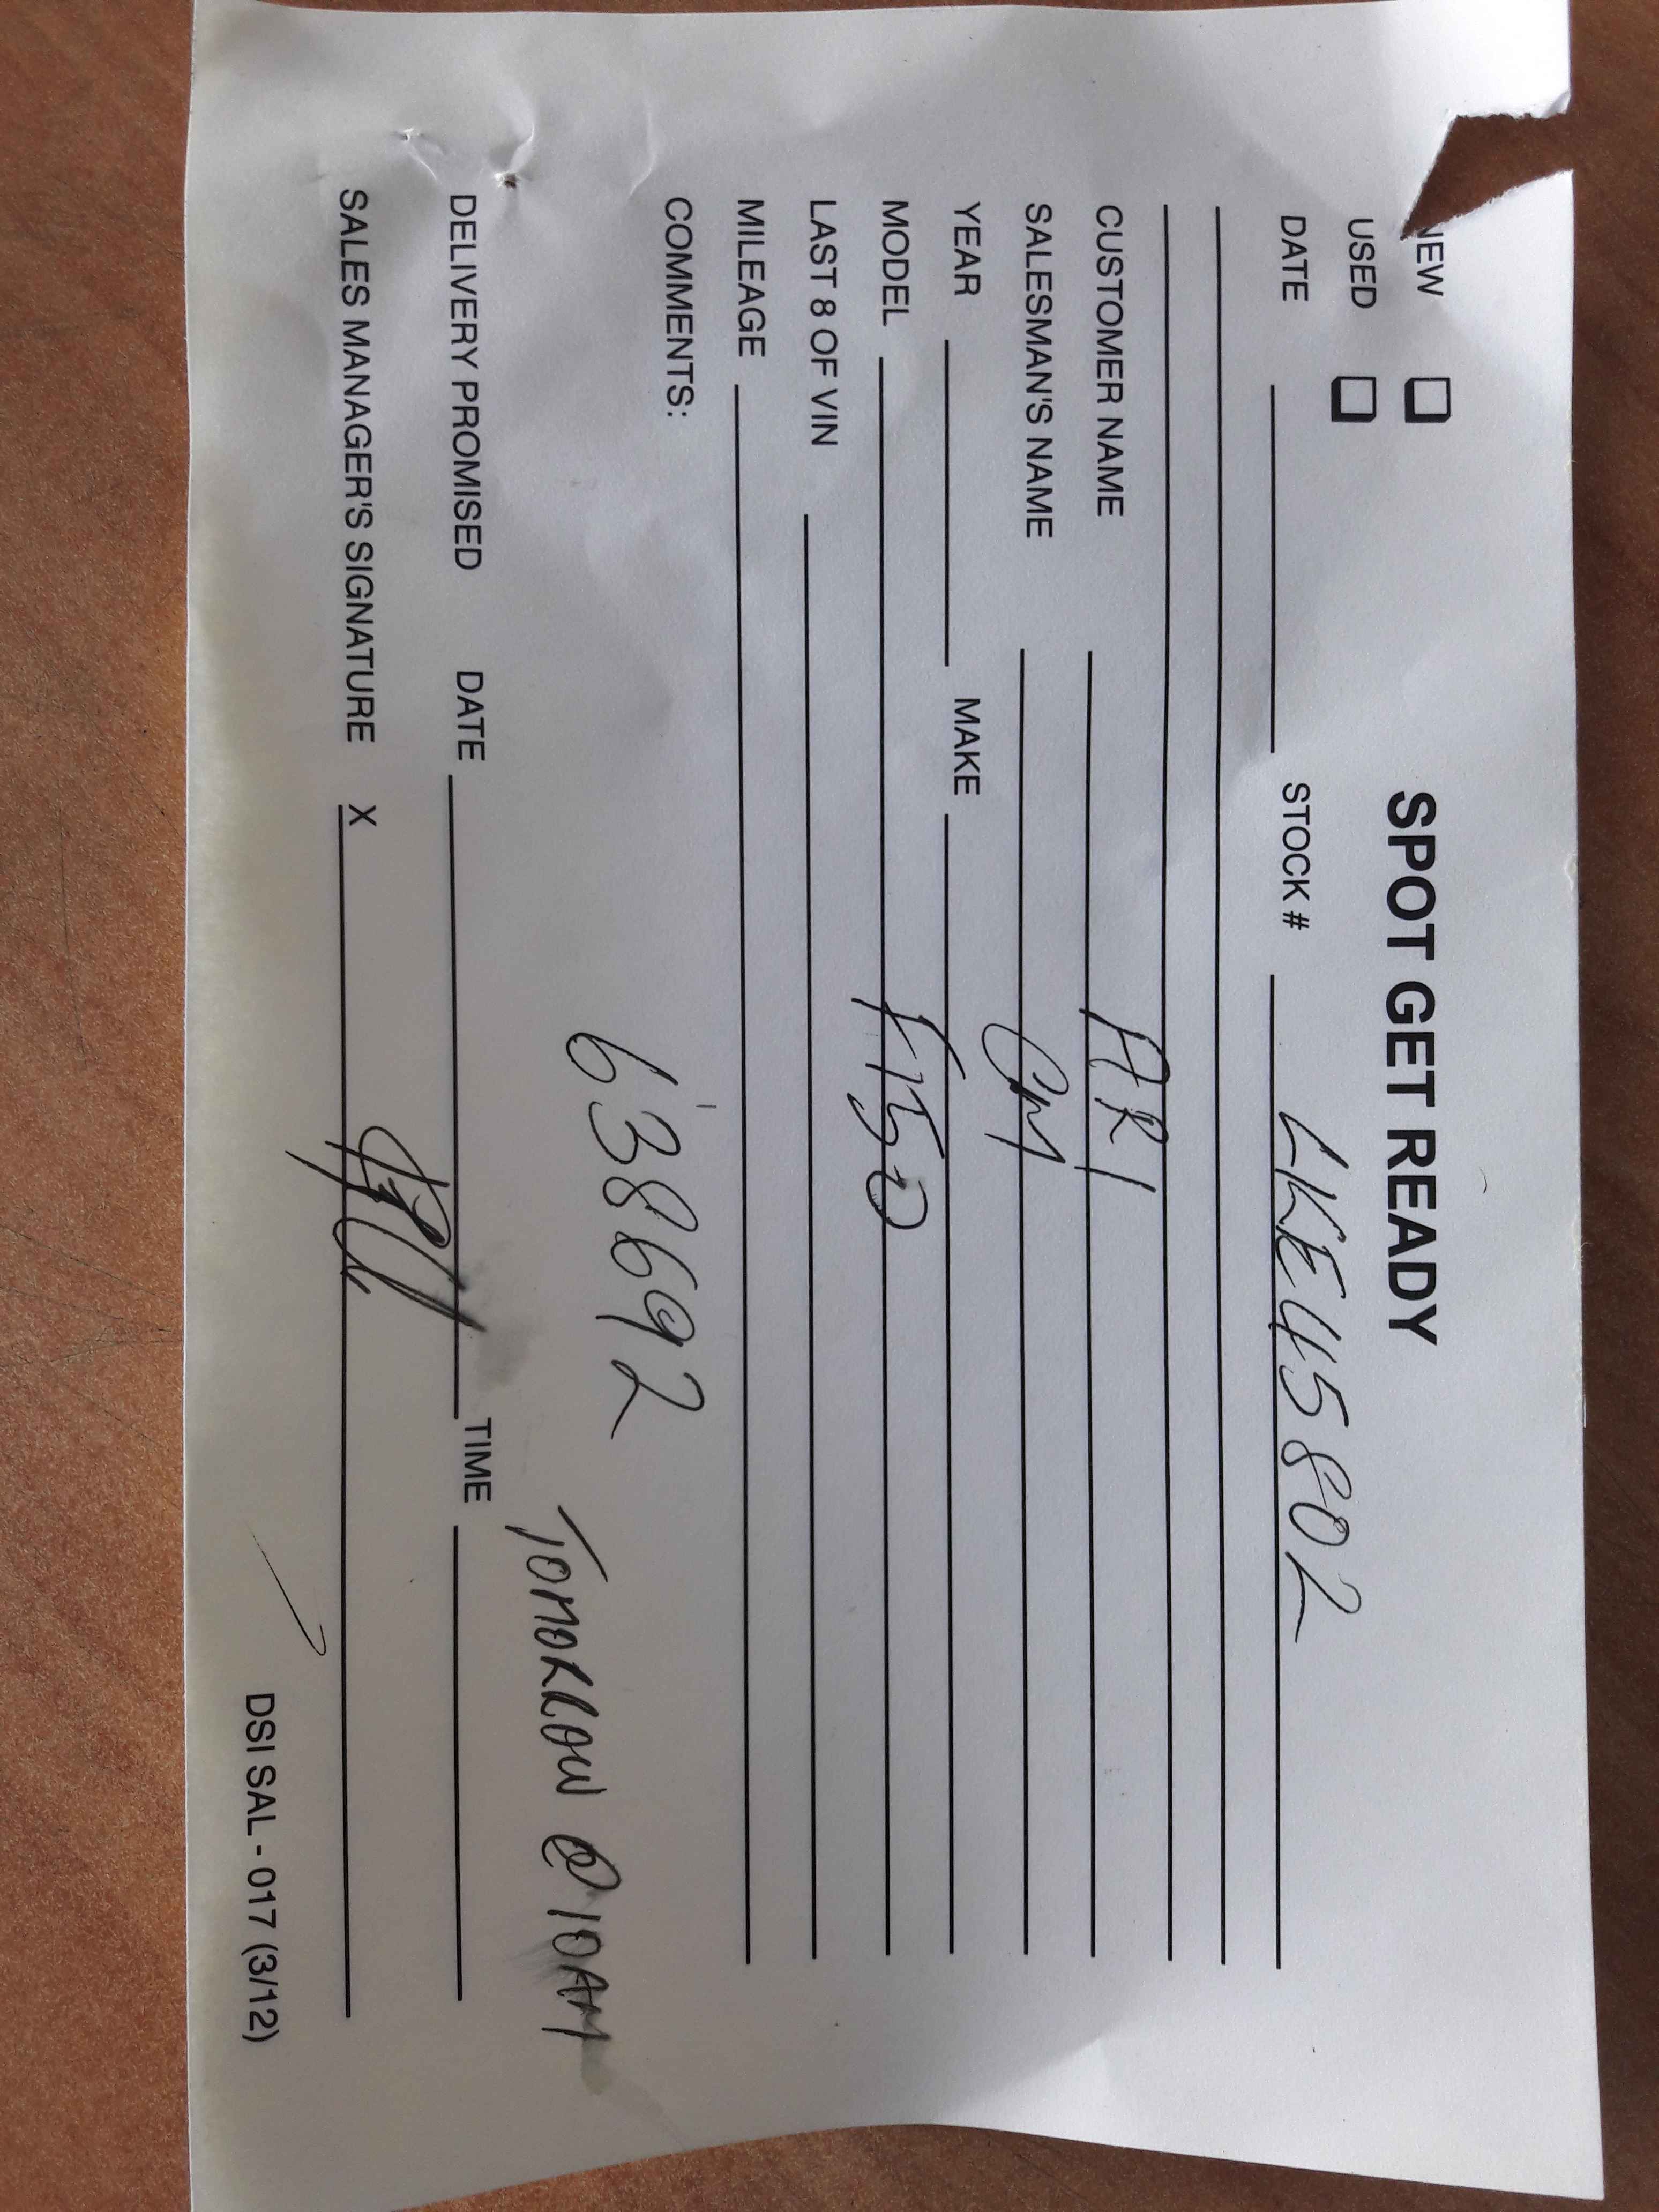 SPOT GET READY
NEW
USED
DATE STOCK # LKE45802
CUSTOMER NAME ARI
SALESMAN'S NAME CM
YEAR MAKE
MODEL F150
LAST 8 OF VIN
MILEAGE
COMMENTS:
638692
TOMORROW @ 10AM
DELIVERY PROMISED DATE TIME
SALES MANAGER'S SIGNATURE X
DSI SAL - 017 (3/12)